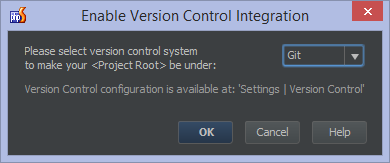 Enable Version Control Integration
Please select version control system
to make your <Project Root> be under:
Git
Version Control configuration is available at: 'Settings | Version Control'
OK
Cancel
Help